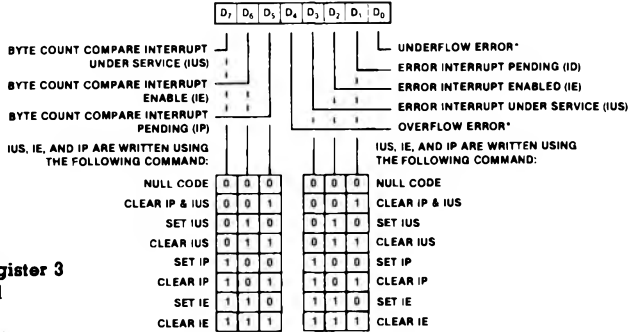 D7 D6 D5 D4 D3 D2 D1 D0
BYTE COUNT COMPARE INTERRUPT
UNDER SERVICE (IUS)
BYTE COUNT COMPARE INTERRUPT
ENABLE (IE)
BYTE COUNT COMPARE INTERRUPT
PENDING (IP)
IUS, IE, AND IP ARE WRITTEN USING
THE FOLLOWING COMMAND:
UNDERFLOW ERROR*
ERROR INTERRUPT PENDING (ID)
ERROR INTERRUPT ENABLED (IE)
ERROR INTERRUPT UNDER SERVICE (IUS)
OVERFLOW ERROR*
IUS, IE, AND IP ARE WRITTEN USING
THE FOLLOWING COMMAND:
NULL CODE 0 0 0 0 0 0 NULL CODE
CLEAR IP & IUS 0 0 1 0 0 1 CLEAR IP & IUS
SET IUS 0 1 0 0 1 0 SET IUS
CLEAR IUS 0 1 1 0 1 1 CLEAR IUS
SET IP 1 0 0 1 0 0 SET IP
CLEAR IP 1 0 1 1 0 1 CLEAR IP
SET IE 1 1 0 1 1 0 SET IE
CLEAR IE 1 1 1 1 1 1 CLEAR IE
gister 3